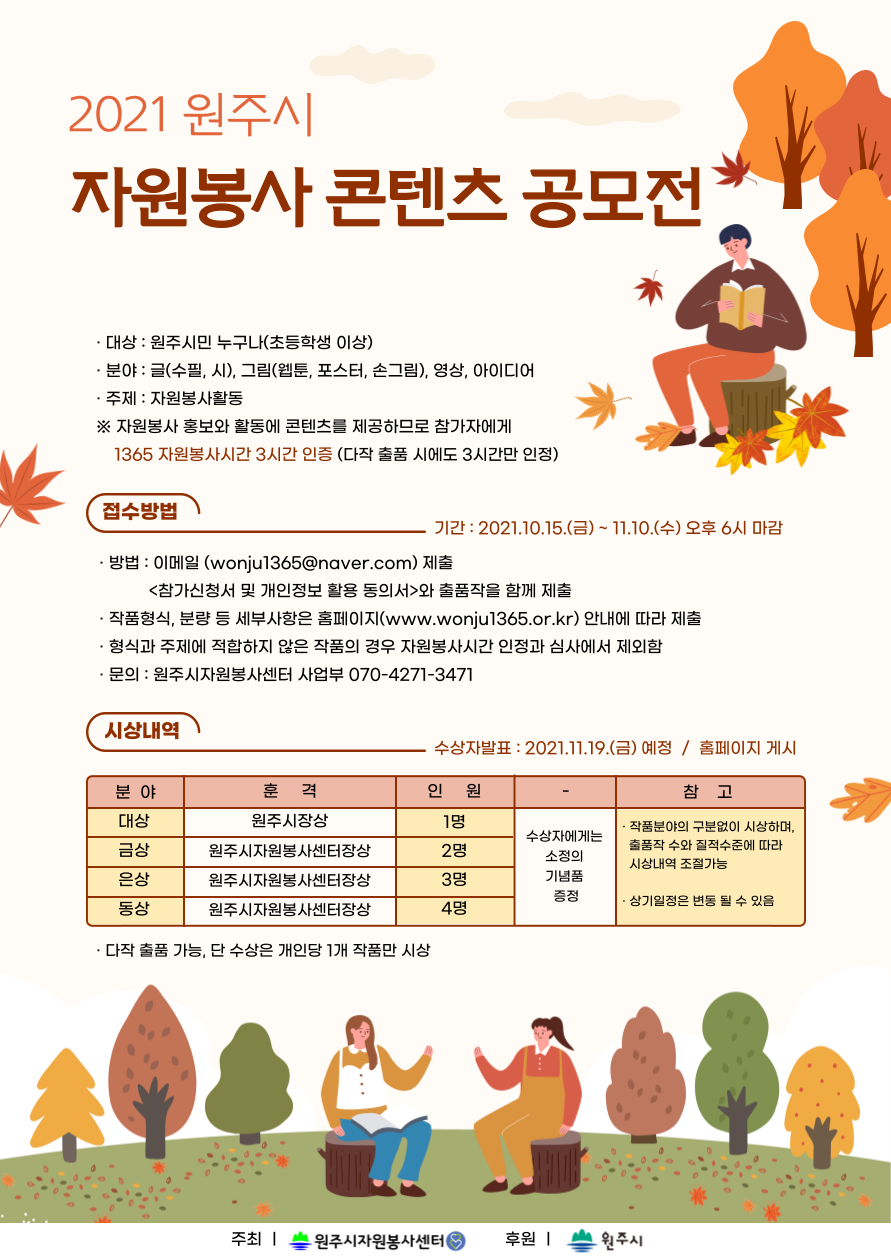 2021 원주시
자원봉사 콘텐츠 공모전
· 대상 : 원주시민 누구나(초등학생 이상)
· 분야 : 글(수필, 시), 그림(웹툰, 포스터, 손그림), 영상, 아이디어
· 주제 : 자원봉사활동
※ 자원봉사 홍보와 활동에 콘텐츠를 제공하므로 참가자에게
1365 자원봉사시간 3시간 인증 (다작 출품 시에도 3시간만 인정)
접수방법
기간 : 2021.10.15.(금) ~ 11.10.(수) 오후 6시 마감
· 방법 : 이메일 (wonju1365@naver.com) 제출
<참가신청서 및 개인정보 활용 동의서>와 출품작을 함께 제출
· 작품형식, 분량 등 세부사항은 홈페이지(www.wonju1365.or.kr) 안내에 따라 제출
· 형식과 주제에 적합하지 않은 작품의 경우 자원봉사시간 인정과 심사에서 제외함
· 문의 : 원주시자원봉사센터 사업부 070-4271-3471
시상내역
수상자발표 : 2021.11.19.(금) 예정 / 홈페이지 게시
분 야 훈 격 인 원 - 참 고
대상 원주시장상 1명
금상 원주시자원봉사센터장상 2명
은상 원주시자원봉사센터장상 3명
동상 원주시자원봉사센터장상 4명
수상자에게는
소정의
기념품
증정
· 작품분야의 구분없이 시상하며,
출품작 수와 질적수준에 따라
시상내역 조절가능
· 상기일정은 변동 될 수 있음
· 다작 출품 가능, 단 수상은 개인당 1개 작품만 시상
주최 | 원주시자원봉사센터 후원 | 원주시